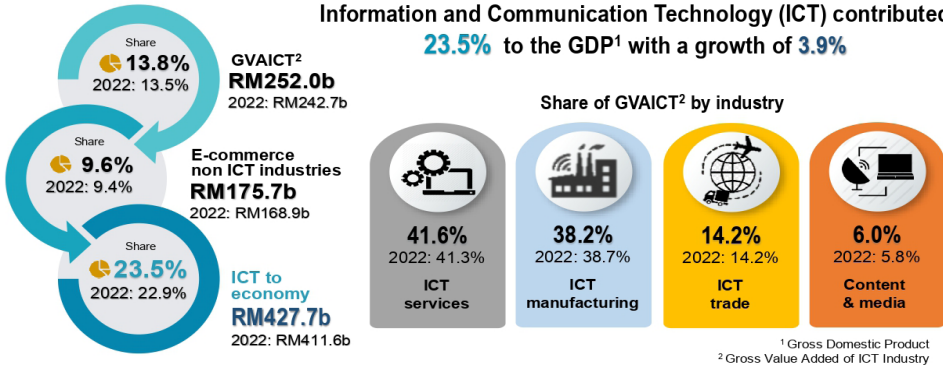 Information and Communication Technology (ICT) contributed
23.5% to the GDP¹ with a growth of 3.9%
Share
13.8%
2022: 13.5%
GVAICT²
RM252.0b
2022: RM242.7b
Share
9.6%
2022: 9.4%
E-commerce
non ICT industries
RM175.7b
2022: RM168.9b
Share
23.5%
2022: 22.9%
ICT to
economy
RM427.7b
2022: RM411.6b
Share of GVAICT² by industry
41.6%
2022: 41.3%
ICT
services
38.2%
2022: 38.7%
ICT
manufacturing
14.2%
2022: 14.2%
ICT
trade
6.0%
2022: 5.8%
Content
& media
¹ Gross Domestic Product
² Gross Value Added of ICT Industry